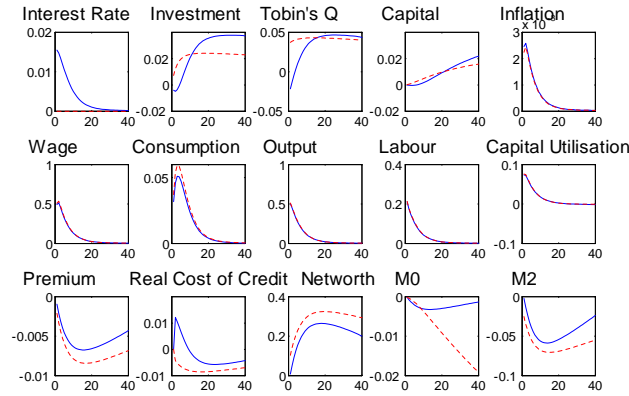 Interest Rate Investment Tobin's Q Capital Inflation
x 10
0.02 0.02 0.05 0.02 3
0.01 0 0 0 2
1
0 -0.02 -0.05 -0.02 0
0 20 40 0 20 40 0 20 40 0 20 40 0 20 40
Wage Consumption Output Labour Capital Utilisation
1 0.05 1 0.4 0.1
0.5 0.5 0.2 0
0 0 0 0 -0.1
0 20 40 0 20 40 0 20 40 0 20 40 0 20 40
Premium Real Cost of Credit Networth M0 M2
0 0.4 0 0
-0.005 0.01 0.2 -0.01 -0.05
0
-0.01 -0.01 0 -0.02 -0.1
0 20 40 0 20 40 0 20 40 0 20 40 0 20 40